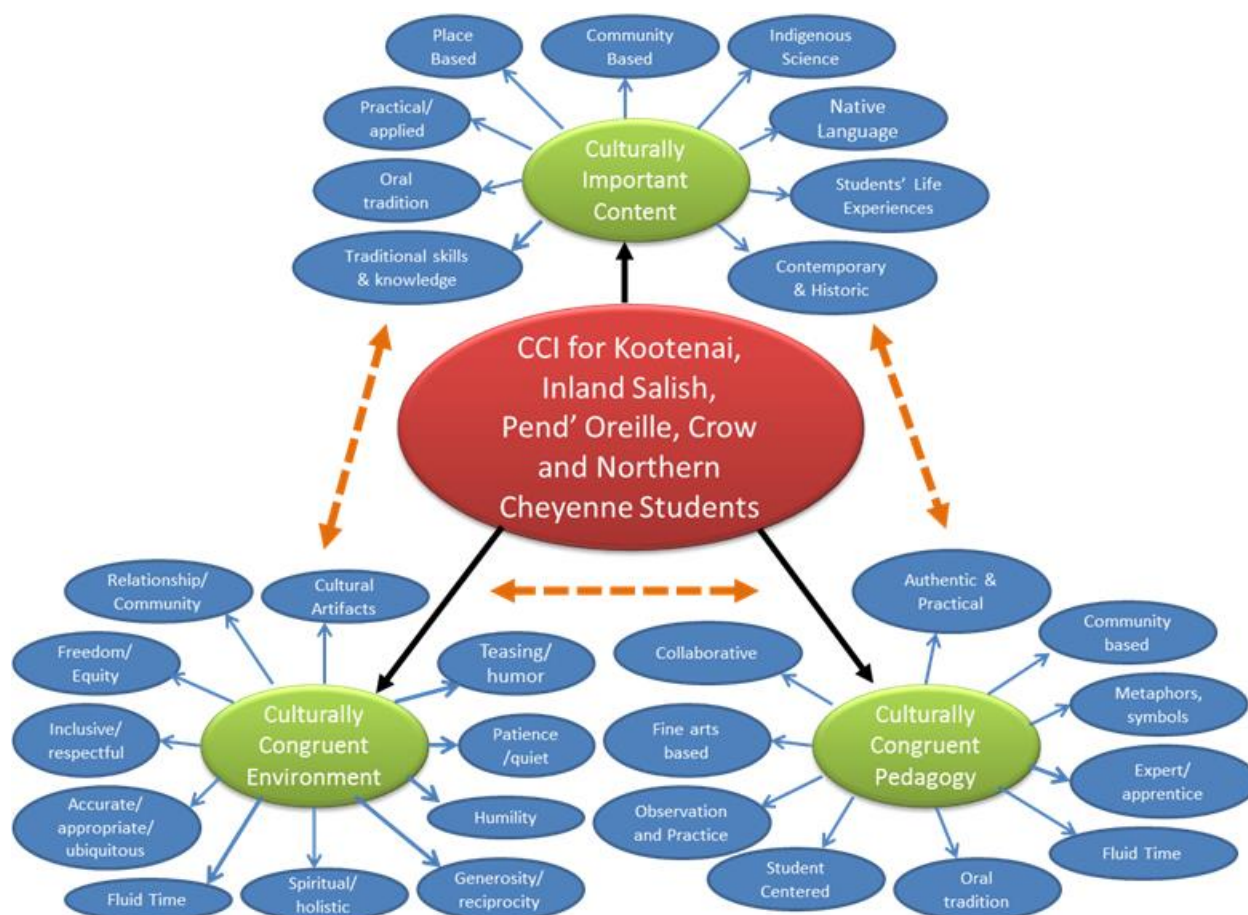 Place
Based
Community
Based
Indigenous
Science
Practical/
applied
Native
Language
Oral
tradition
Culturally
Important
Content
Students' Life
Experiences
Traditional skills
& knowledge
Contemporary
& Historic
CCI for Kootenai,
Inland Salish,
Pend' Oreille, Crow
and Northern
Cheyenne Students
Relationship/
Community
Cultural
Artifacts
Freedom/
Equity
Teasing/
humor
Inclusive/
respectful
Culturally
Congruent
Environment
Patience
/quiet
Accurate/
appropriate/
ubiquitous
Humility
Fluid Time
Spiritual/
holistic
Generosity/
reciprocity
Authentic &
Practical
Collaborative
Community
based
Fine arts
based
Culturally
Congruent
Pedagogy
Metaphors,
symbols
Observation
and Practice
Expert/
apprentice
Student
Centered
Oral
tradition
Fluid Time